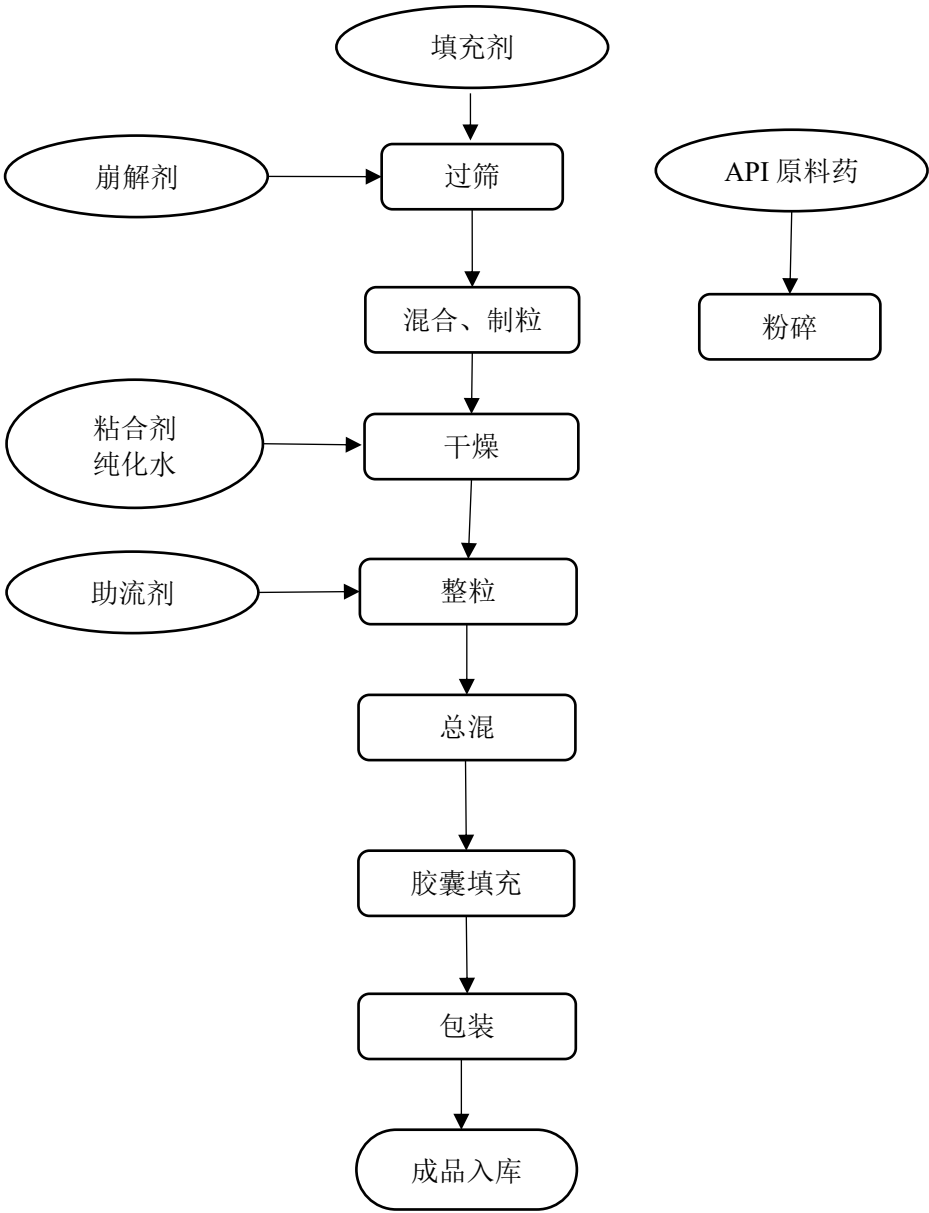 填充剂
崩解剂
过筛
API 原料药
混合、制粒
粉碎
粘合剂
纯化水
干燥
助流剂
整粒
总混
胶囊填充
包装
成品入库